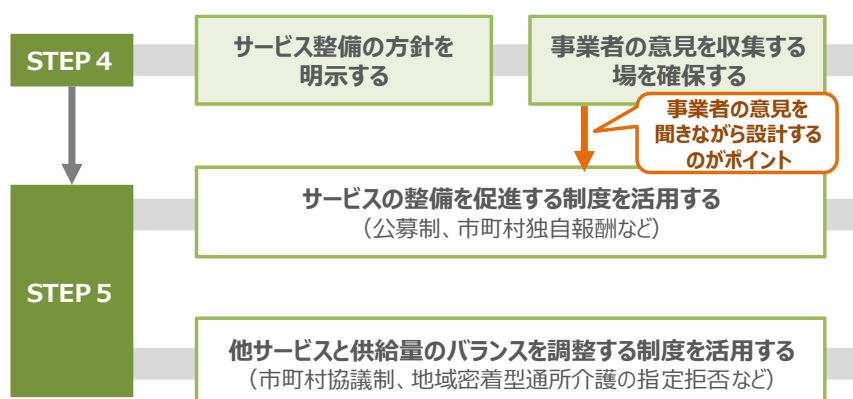 STEP 4
サービス整備の方針を
明示する
事業者の意見を収集する
場を確保する
事業者の意見を
聞きながら設計する
のがポイント
STEP 5
サービスの整備を促進する制度を活用する
（公募制、市町村独自報酬など）
他サービスと供給量のバランスを調整する制度を活用する
（市町村協議制、地域密着型通所介護の指定拒否など）